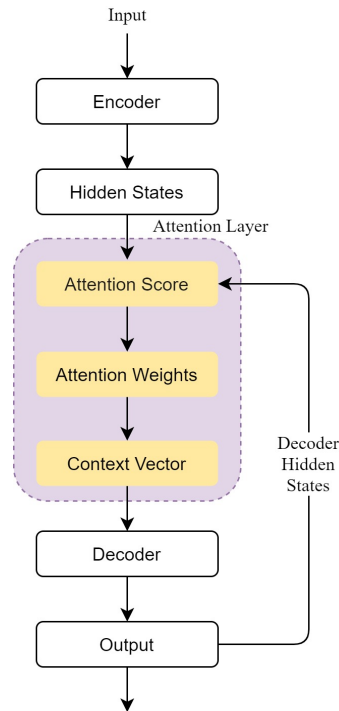 Input
Encoder
Hidden States
Attention Layer
Attention Score
Attention Weights
Context Vector
Decoder
Hidden
States
Decoder
Output